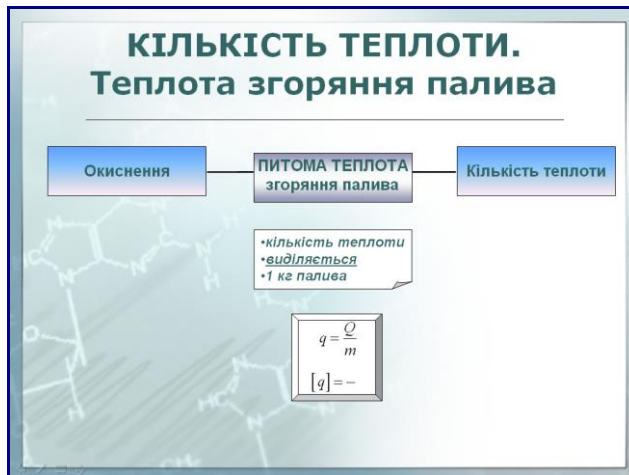 КІЛЬКІСТЬ ТЕПЛОТИ.
Теплота згоряння палива
Окиснення
ПИТОМА ТЕПЛОТА
згоряння палива
Кількість теплоти
•кількість теплоти
•виділяється
•1 кг палива
q = Q/m
[q] = −